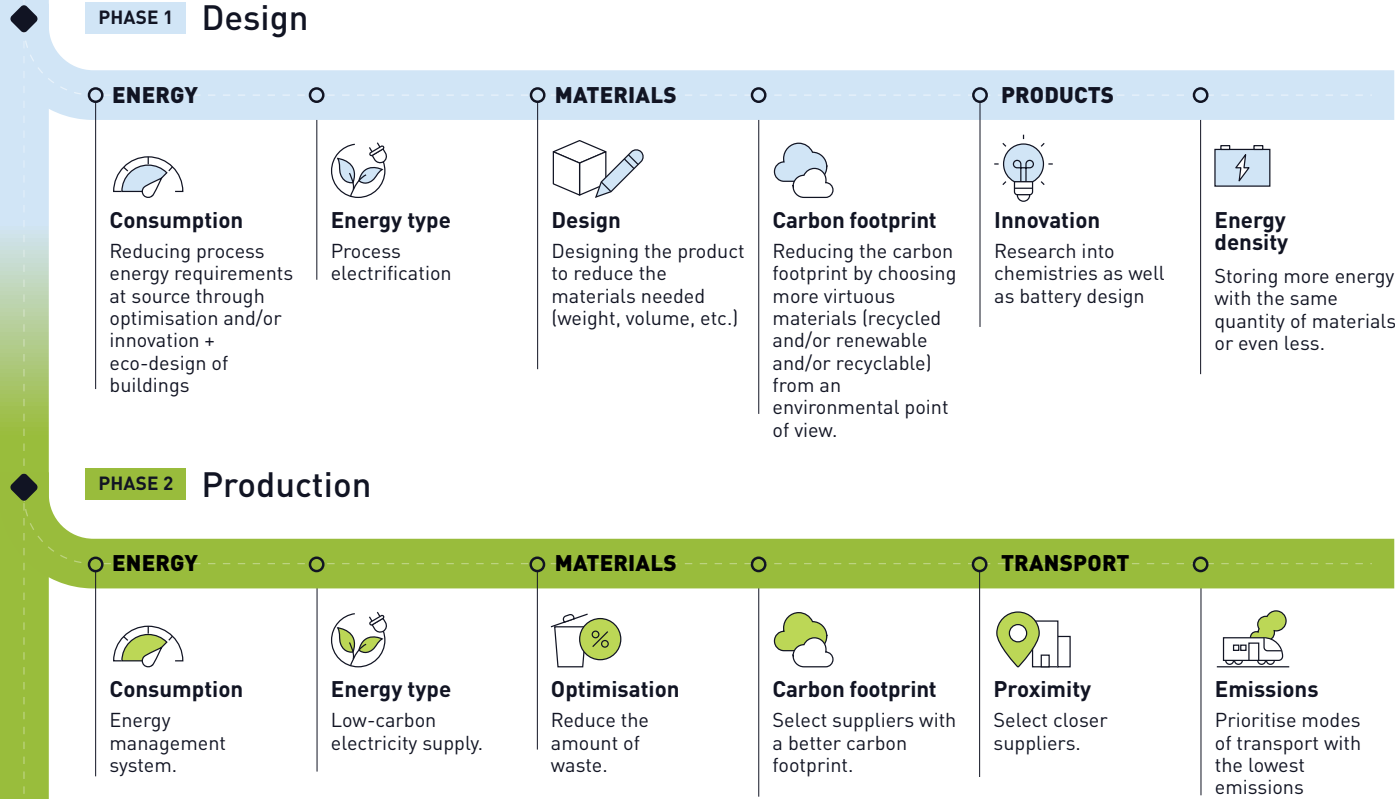 PHASE 1
Design
ENERGY
MATERIALS
PRODUCTS
Consumption
Reducing process
energy requirements
at source through
optimisation and/or
innovation +
eco-design of
buildings
Energy type
Process
electrification
Design
Designing the product
to reduce the
materials needed
(weight, volume, etc.)
Carbon footprint
Reducing the carbon
footprint by choosing
more virtuous
materials (recycled
and/or renewable
and/or recyclable)
from an
environmental point
of view.
Innovation
Research into
chemistries as well
as battery design
Energy
density
Storing more energy
with the same
quantity of materials
or even less.
PHASE 2
Production
ENERGY
MATERIALS
TRANSPORT
Consumption
Energy
management
system.
Energy type
Low-carbon
electricity supply.
%
Optimisation
Reduce the
amount of
waste.
Carbon footprint
Select suppliers with
a better carbon
footprint.
Proximity
Select closer
suppliers.
Emissions
Prioritise modes
of transport with
the lowest
emissions